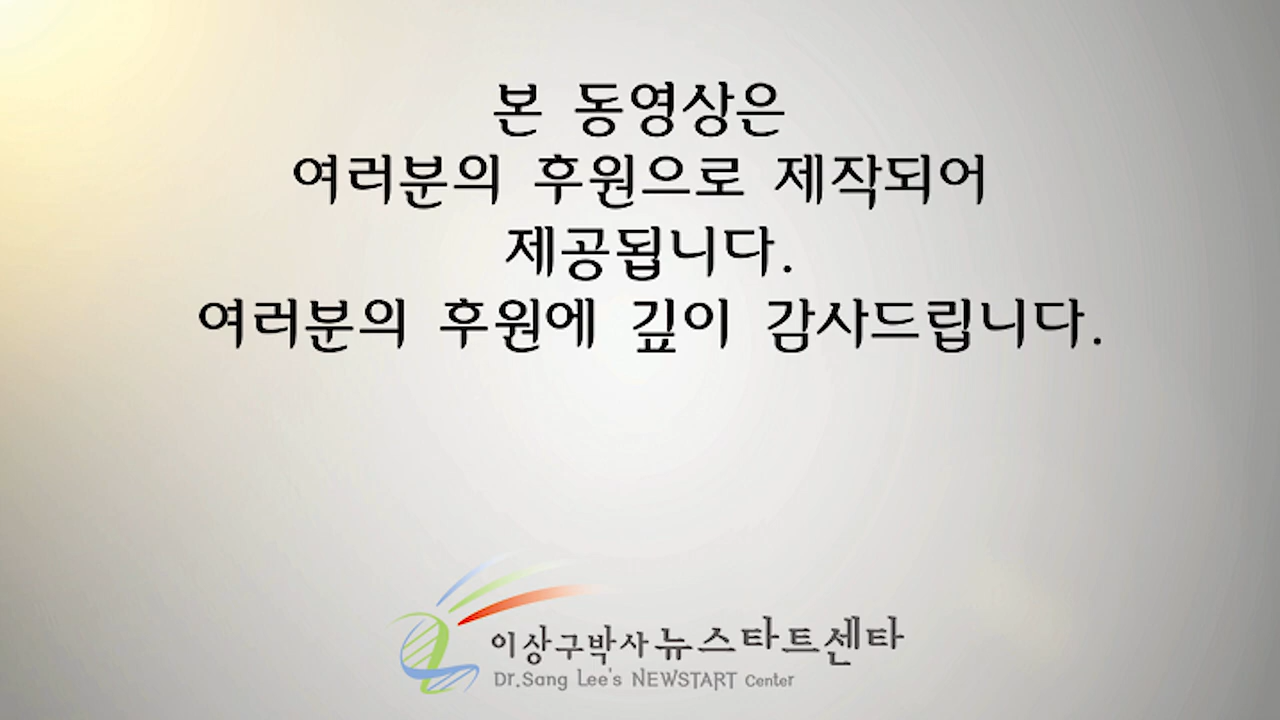 본 동영상은
여러분의 후원으로 제작되어
제공됩니다.
여러분의 후원에 깊이 감사드립니다.
이상구박사 뉴스타트센타
Dr.Sang Lee's NEWSTART Center